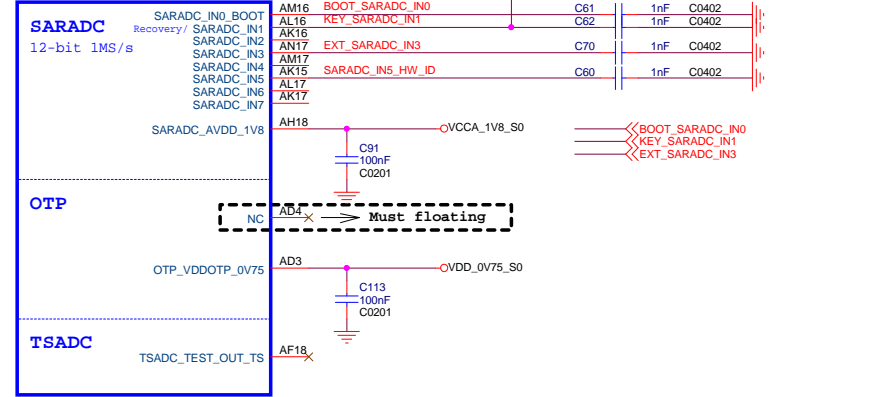 SARADC
12-bit 1MS/s
SARADC_IN0_BOOT AM16 BOOT_SARADC_IN0 C61 1nF C0402
Recovery/ SARADC_IN1 AL16 KEY_SARADC_IN1 C62 1nF C0402
SARADC_IN2 AK16
SARADC_IN3 AN17 EXT_SARADC_IN3 C70 1nF C0402
SARADC_IN4 AM17
SARADC_IN5 AK15 SARADC_IN5_HW_ID C60 1nF C0402
SARADC_IN6 AL17
SARADC_IN7 AK17
SARADC_AVDD_1V8 AH18 VCCA_1V8_S0
BOOT_SARADC_IN0
KEY_SARADC_IN1
EXT_SARADC_IN3
C91
100nF
C0201
OTP
NC AD4 Must floating
OTP_VDDOTP_0V75 AD3 VDD_0V75_S0
C113
100nF
C0201
TSADC
TSADC_TEST_OUT_TS AF18